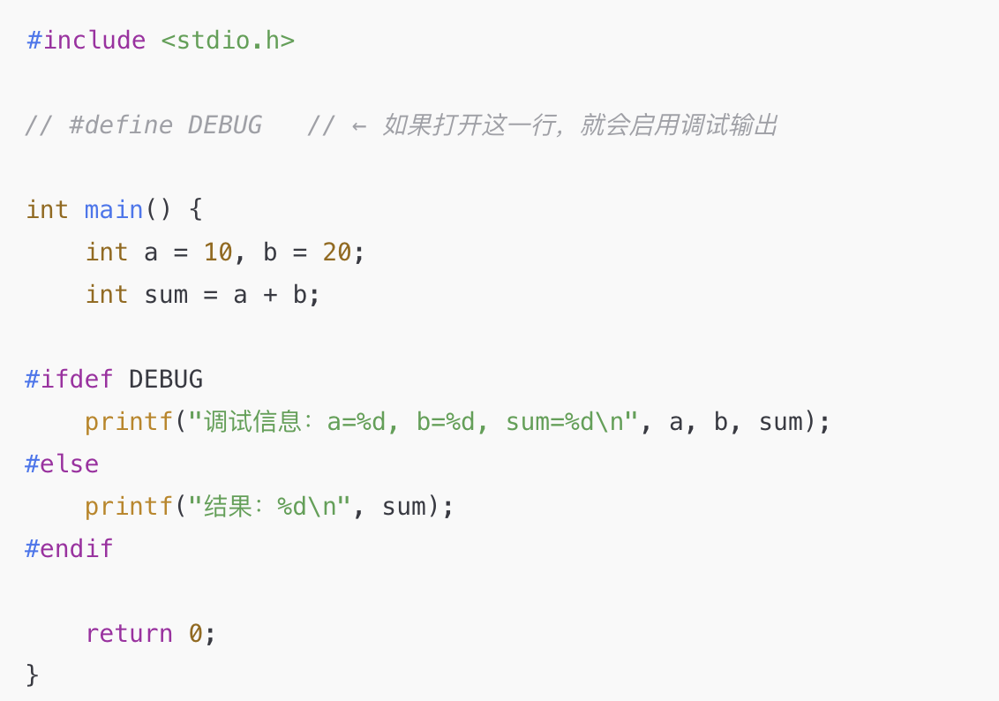 #include <stdio.h>
// #define DEBUG   // ← 如果打开这一行，就会启用调试输出
int main() {
    int a = 10, b = 20;
    int sum = a + b;
#ifdef DEBUG
    printf("调试信息：a=%d, b=%d, sum=%d\n", a, b, sum);
#else
    printf("结果：%d\n", sum);
#endif
    return 0;
}